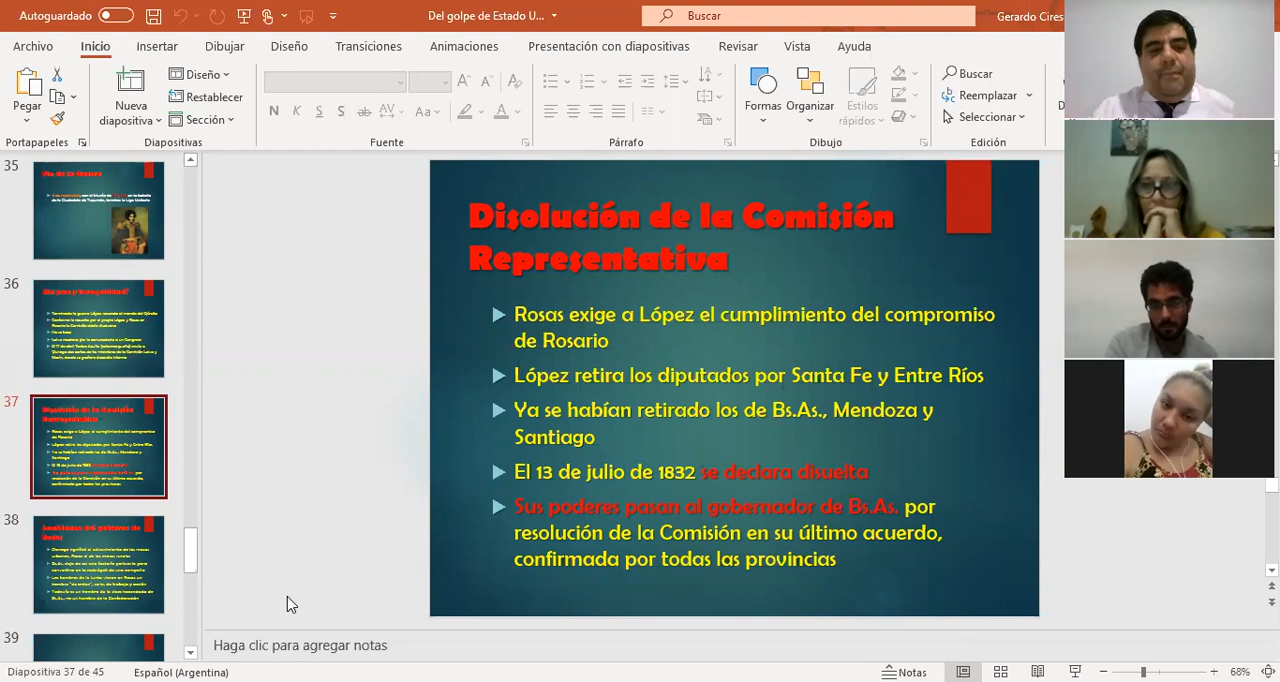 Autoguardado
Del golpe de Estado U...
Buscar
Gerardo Cires
Archivo Inicio Insertar Dibujar Diseño Transiciones Animaciones Presentación con diapositivas Revisar Vista Ayuda
Pegar
Portapapeles
Nueva
diapositiva
Diseño
Restablecer
Sección
Diapositivas
N K S S ab AV Aa A
Fuente
Párrafo
Formas
Organizar
Estilos
rápidos
Dibujo
Buscar
Reemplazar
Seleccionar
Edición
35
36
37
38
39
Disolución de la Comisión
Representativa
Rosas exige a López el cumplimiento del compromiso
de Rosario
López retira los diputados por Santa Fe y Entre Ríos
Ya se habían retirado los de Bs.As., Mendoza y
Santiago
El 13 de julio de 1832 se declara disuelta
Sus poderes pasan al gobernador de Bs.As. por
resolución de la Comisión en su último acuerdo,
confirmada por todas las provincias
Haga clic para agregar notas
Diapositiva 37 de 45
Español (Argentina)
Notas
68%